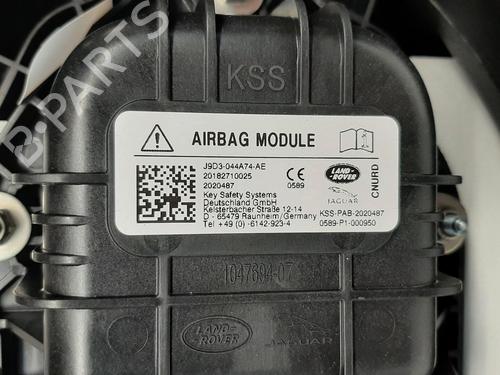 B-PARTS
KSS
AIRBAG MODULE
J9D3-044A74-AE
20182710025
2020487
Key Safety Systems
Deutschland GmbH
Kelsterbacher Straße 12-14
D - 65479 Raunheim/Germany
Tel +49 (0) -6142-923-4
CE
0589
LAND-ROVER
JAGUAR
CNURD
KSS-PAB-2020487
0589-P1-000950
1047694-07
LAND-ROVER
JAGUAR